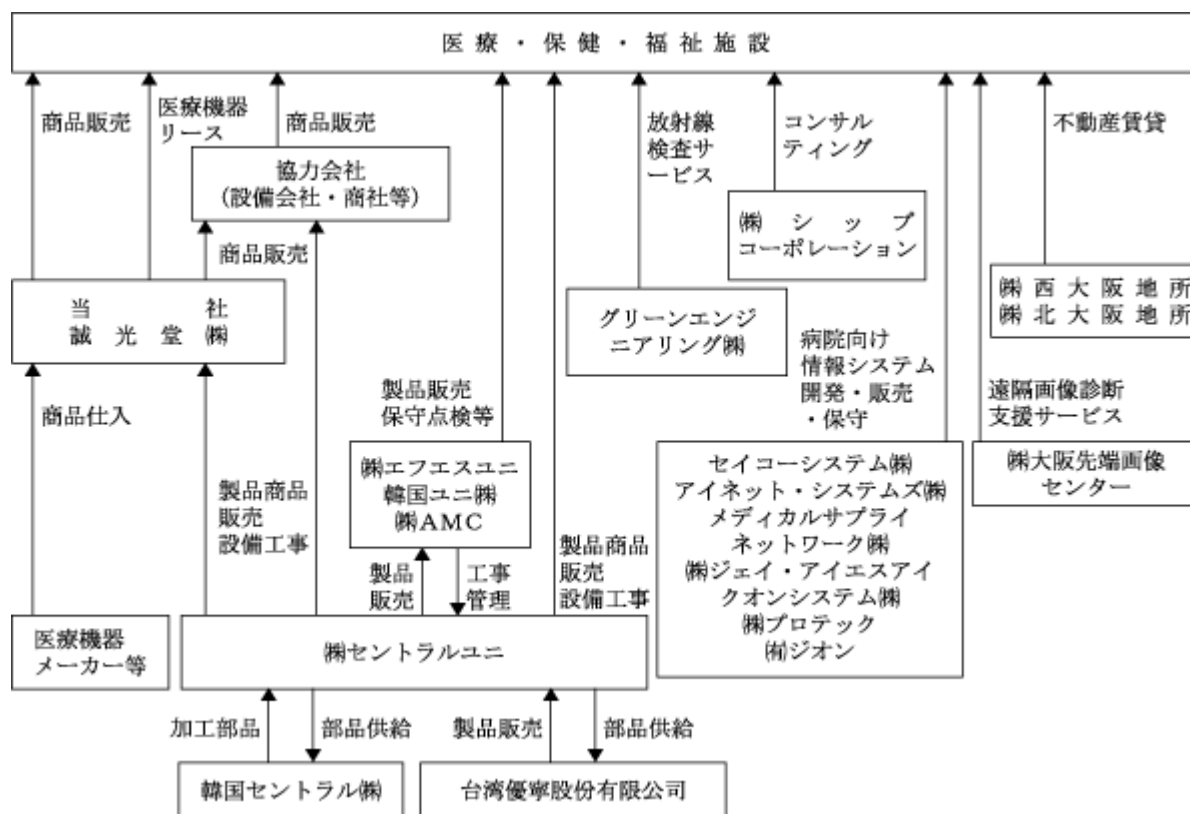 医療・保健・福祉施設
商品販売
医療機器
リース
商品販売
放射線
検査サ
ービス
コンサル
ティング
不動産賃貸
協力会社
(設備会社・商社等)
㈱シップ
コーポレーション
商品販売
当社
誠光堂㈱
グリーンエンジ
ニアリング㈱
㈱西大阪地所
㈱北大阪地所
病院向け
情報システム
開発・販売
・保守
製品販売
保守点検等
遠隔画像診断
支援サービス
商品仕入
㈱エフエスユニ
韓国ユニ㈱
㈱AMC
セイコーシステム㈱
アイネット・システムズ㈱
メディカルサプライ
ネットワーク㈱
㈱ジェイ・アイエスアイ
クオンシステム㈱
㈱プロテック
㈲ジオン
㈱大阪先端画像
センター
製品商品
販売
設備工事
製品
販売
工事
管理
製品商品
販売
設備工事
医療機器
メーカー等
㈱セントラルユニ
加工部品
部品供給
製品販売
部品供給
韓国セントラル㈱
台湾優寧股份有限公司